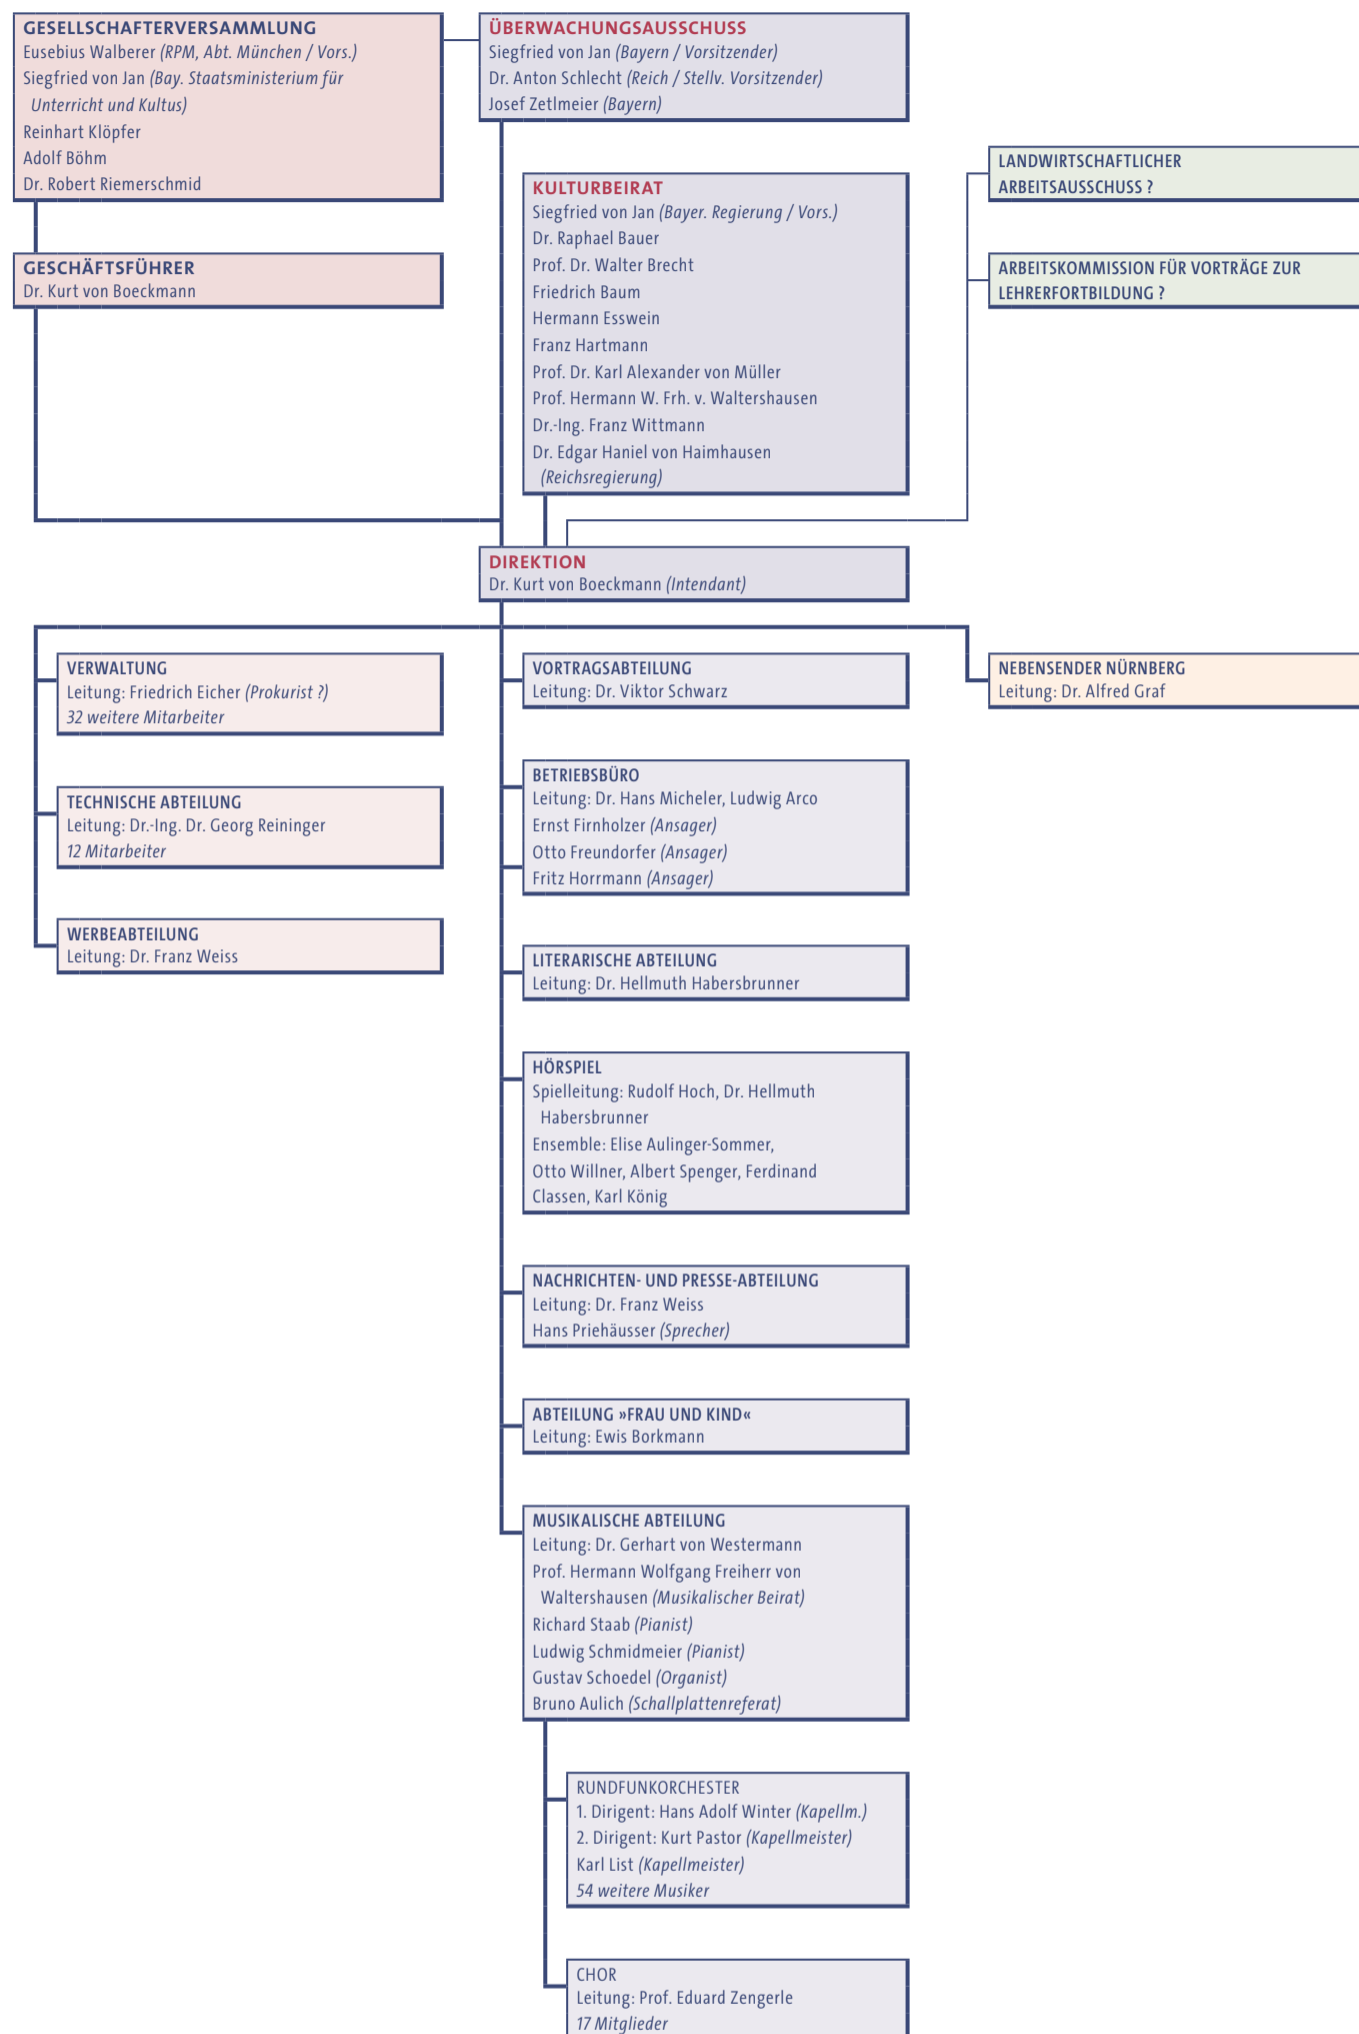 GESELLSCHAFTERVERSAMMLUNG
Eusebius Walberer (RPM, Abt. München / Vors.)
Siegfried von Jan (Bay. Staatsministerium für
Unterricht und Kultus)
Reinhart Klöpfer
Adolf Böhm
Dr. Robert Riemerschmid
GESCHÄFTSFÜHRER
Dr. Kurt von Boeckmann
ÜBERWACHUNGSAUSSCHUSS
Siegfried von Jan (Bayern / Vorsitzender)
Dr. Anton Schlecht (Reich / Stellv. Vorsitzender)
Josef Zetlmeier (Bayern)
KULTURBEIRAT
Siegfried von Jan (Bayer. Regierung / Vors.)
Dr. Raphael Bauer
Prof. Dr. Walter Brecht
Friedrich Baum
Hermann Esswein
Franz Hartmann
Prof. Dr. Karl Alexander von Müller
Prof. Hermann W. Frh. v. Waltershausen
Dr.-Ing. Franz Wittmann
Dr. Edgar Haniel von Haimhausen
(Reichsregierung)
LANDWIRTSCHAFTLICHER
ARBEITSAUSSCHUSS ?
ARBEITSKOMMISSION FÜR VORTRÄGE ZUR
LEHRERFORTBILDUNG ?
DIREKTION
Dr. Kurt von Boeckmann (Intendant)
VERWALTUNG
Leitung: Friedrich Eicher (Prokurist ?)
32 weitere Mitarbeiter
TECHNISCHE ABTEILUNG
Leitung: Dr.-Ing. Dr. Georg Reininger
12 Mitarbeiter
WERBEABTEILUNG
Leitung: Dr. Franz Weiss
VORTRAGSABTEILUNG
Leitung: Dr. Viktor Schwarz
BETRIEBSBÜRO
Leitung: Dr. Hans Micheler, Ludwig Arco
Ernst Firnholzer (Ansager)
Otto Freundorfer (Ansager)
Fritz Horrmann (Ansager)
LITERARISCHE ABTEILUNG
Leitung: Dr. Hellmuth Habersbrunner
HÖRSPIEL
Spielleitung: Rudolf Hoch, Dr. Hellmuth
Habersbrunner
Ensemble: Elise Aulinger-Sommer,
Otto Willner, Albert Spenger, Ferdinand
Classen, Karl König
NACHRICHTEN- UND PRESSE-ABTEILUNG
Leitung: Dr. Franz Weiss
Hans Priehäusser (Sprecher)
ABTEILUNG »FRAU UND KIND«
Leitung: Ewis Borkmann
MUSIKALISCHE ABTEILUNG
Leitung: Dr. Gerhart von Westermann
Prof. Hermann Wolfgang Freiherr von
Waltershausen (Musikalischer Beirat)
Richard Staab (Pianist)
Ludwig Schmidmeier (Pianist)
Gustav Schoedel (Organist)
Bruno Aulich (Schallplattenreferat)
RUNDFUNKORCHESTER
1. Dirigent: Hans Adolf Winter (Kapellm.)
2. Dirigent: Kurt Pastor (Kapellmeister)
Karl List (Kapellmeister)
54 weitere Musiker
CHOR
Leitung: Prof. Eduard Zengerle
17 Mitglieder
NEBENSENDER NÜRNBERG
Leitung: Dr. Alfred Graf